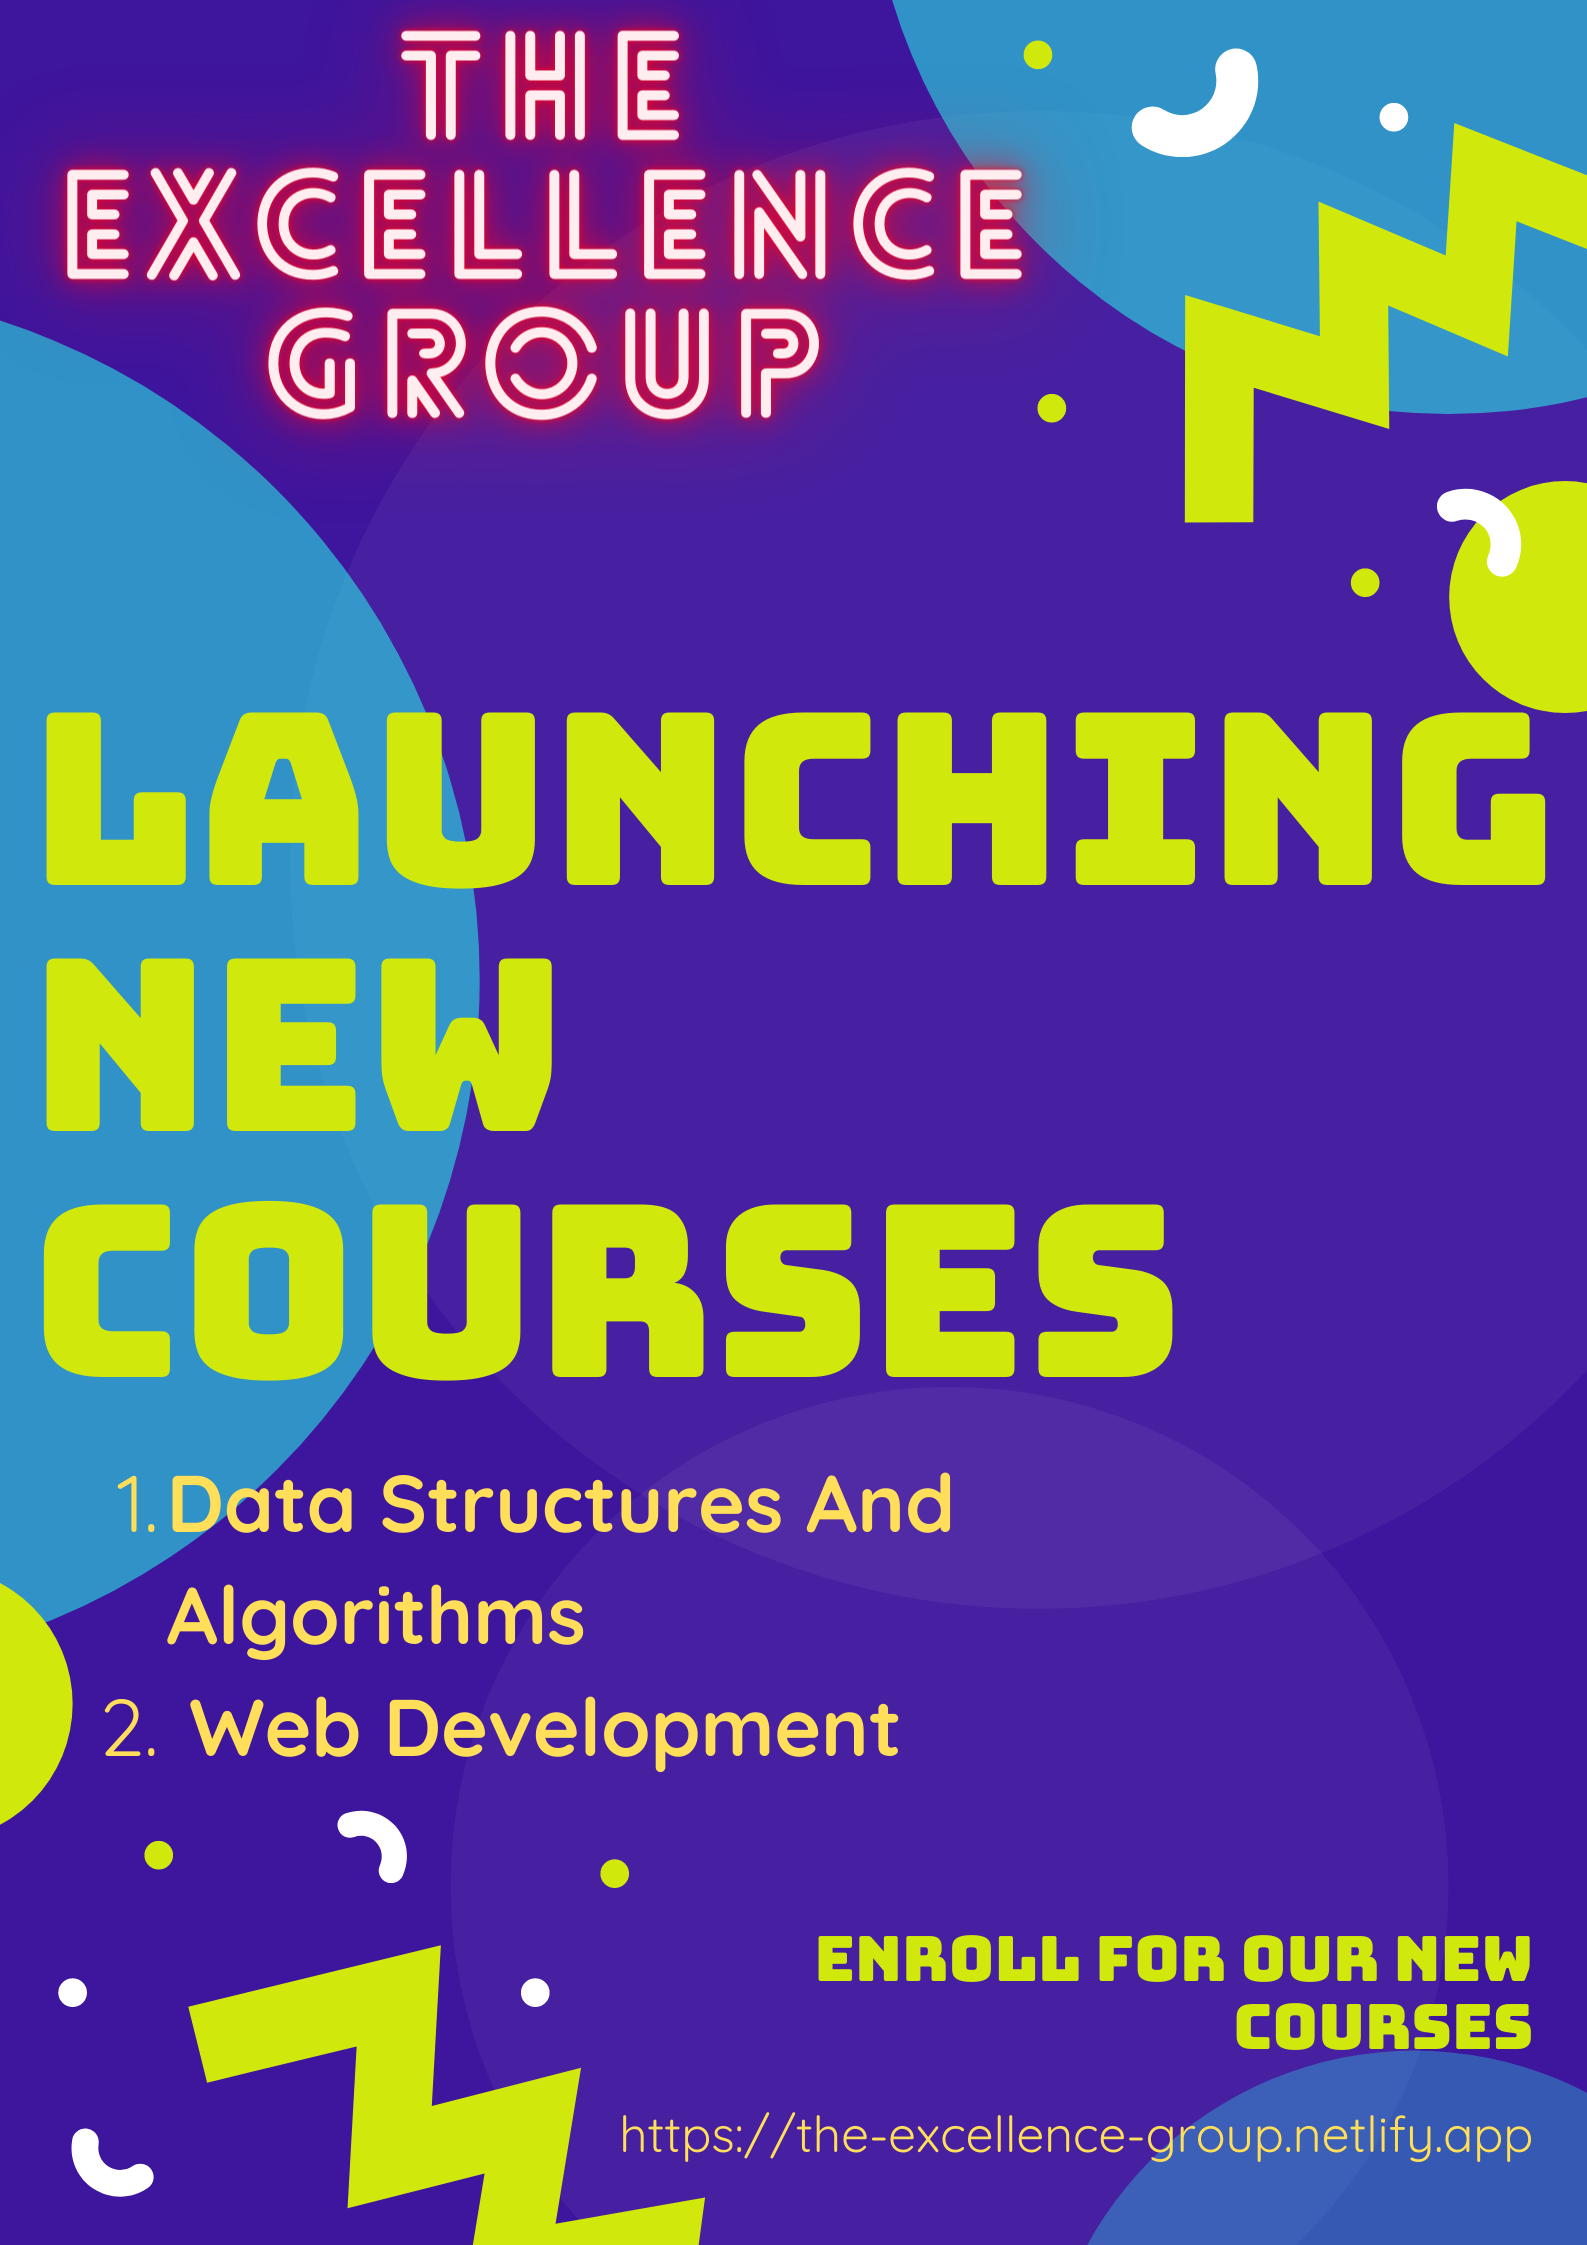 THE
EXCELLENCE
GROUP
LAUNCHING
NEW
COURSES
1. Data Structures And
Algorithms
2. Web Development
ENROLL FOR OUR NEW
COURSES
https://the-excellence-group.netlify.app